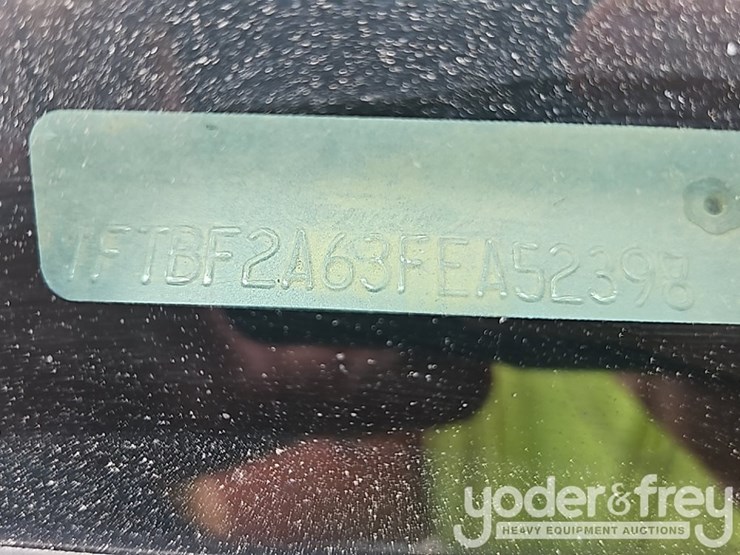 1FTBF2A63FEA52398
yoder&frey
HEAVY EQUIPMENT AUCTIONS